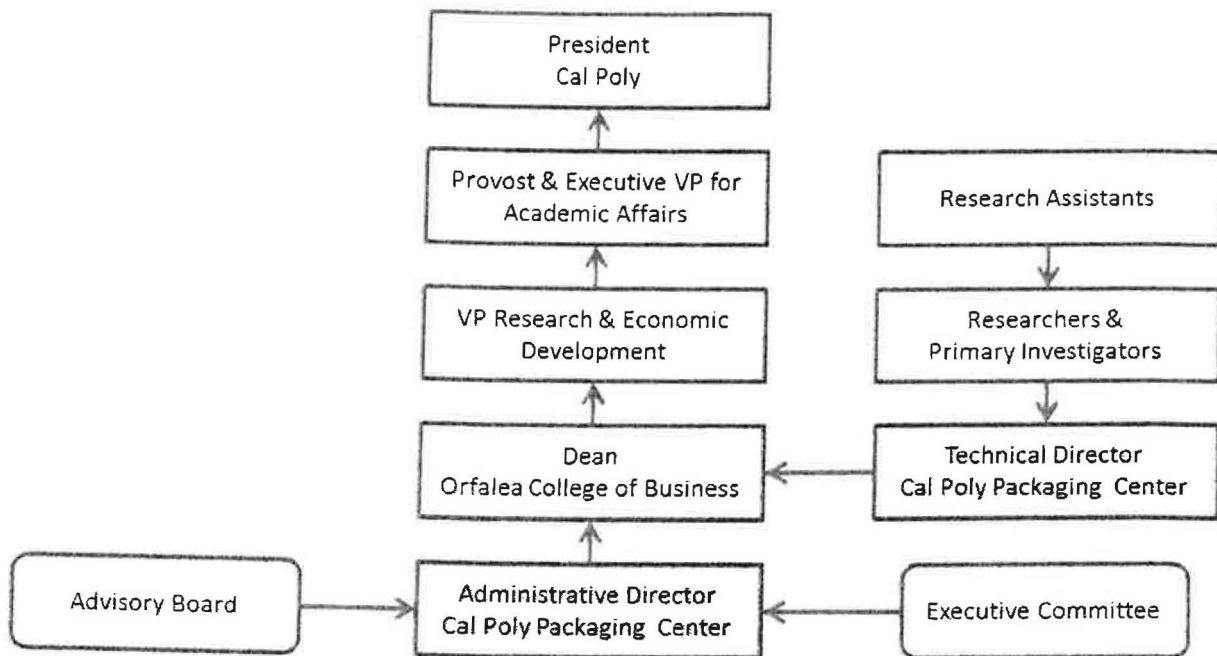 President
Cal Poly
Provost & Executive VP for
Academic Affairs
Research Assistants
VP Research & Economic
Development
Researchers &
Primary Investigators
Dean
Orfalea College of Business
Technical Director
Cal Poly Packaging Center
Advisory Board
Administrative Director
Cal Poly Packaging Center
Executive Committee